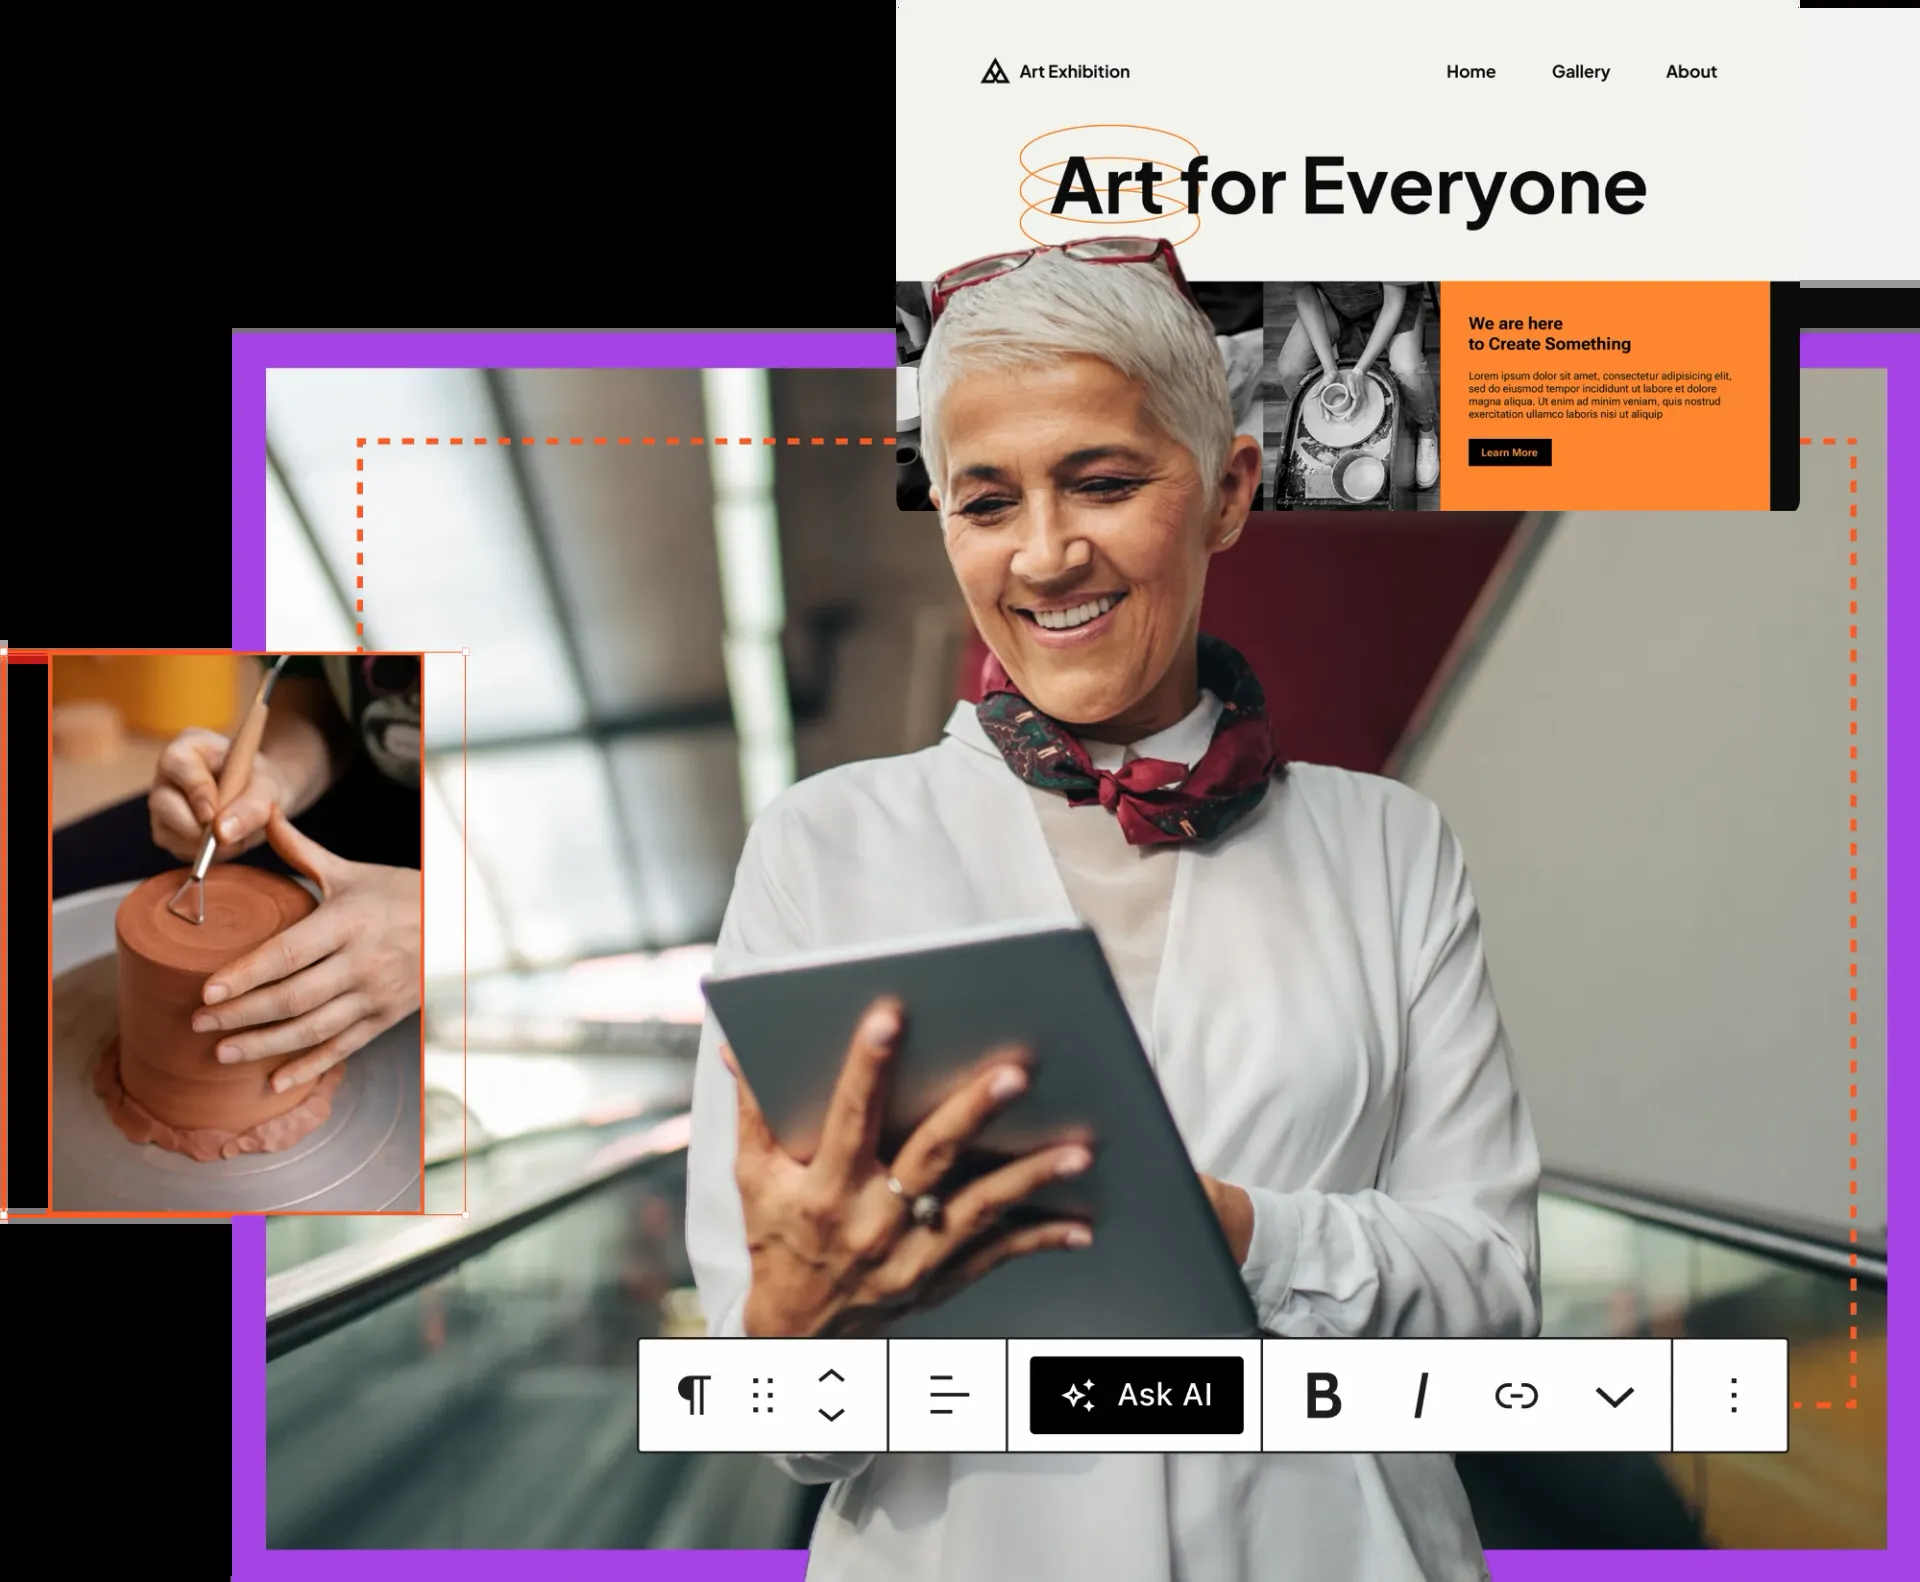 Art Exhibition
Home Gallery About
Art for Everyone
We are here
to Create Something
Lorem ipsum dolor sit amet, consectetur adipisicing elit,
sed do eiusmod tempor incididunt ut labore et dolore
magna aliqua. Ut enim ad minim veniam, quis nostrud
exercitation ullamco laboris nisi ut aliquip
Learn More
¶ Ask AI B I